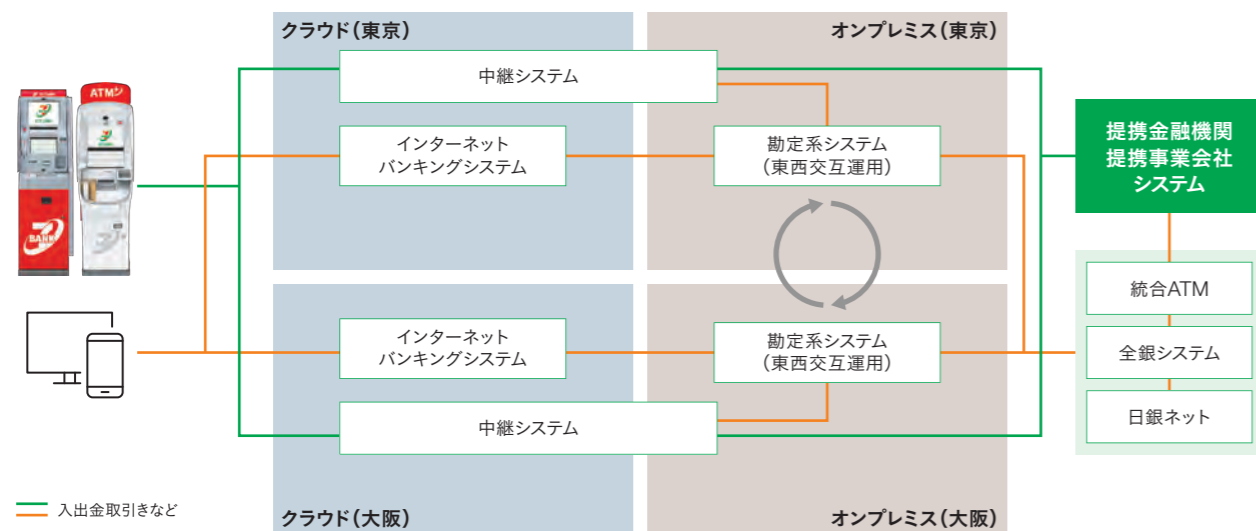 クラウド（東京）
オンプレミス（東京）
中継システム
ATM
インターネット
バンキングシステム
勘定系システム
（東西交互運用）
提携金融機関
提携事業会社
システム
BANK
統合ATM
インターネット
バンキングシステム
勘定系システム
（東西交互運用）
全銀システム
日銀ネット
中継システム
入出金取引きなど
クラウド（大阪）
オンプレミス（大阪）